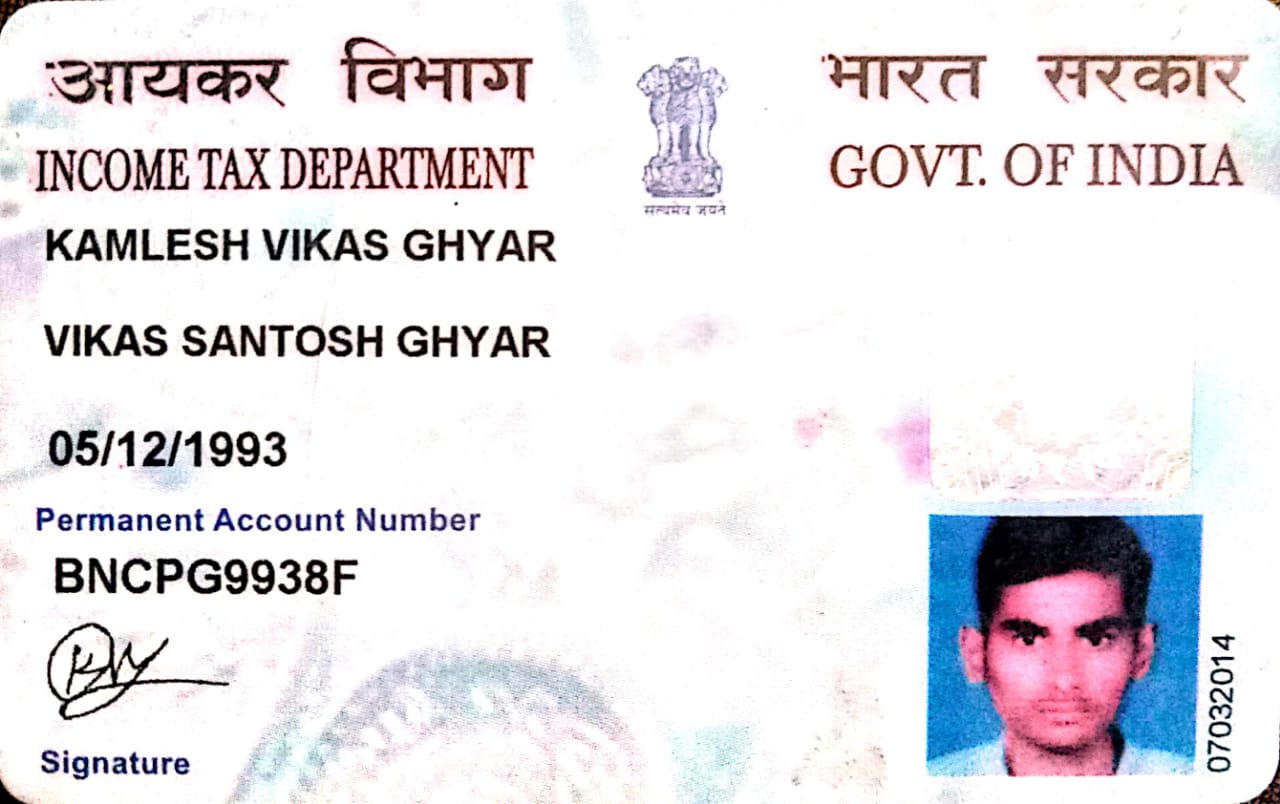 आयकर विभाग
INCOME TAX DEPARTMENT
सत्यमेव जयते
भारत सरकार
GOVT. OF INDIA
KAMLESH VIKAS GHYAR
VIKAS SANTOSH GHYAR
05/12/1993
Permanent Account Number
BNCPG9938F
Signature
07032014